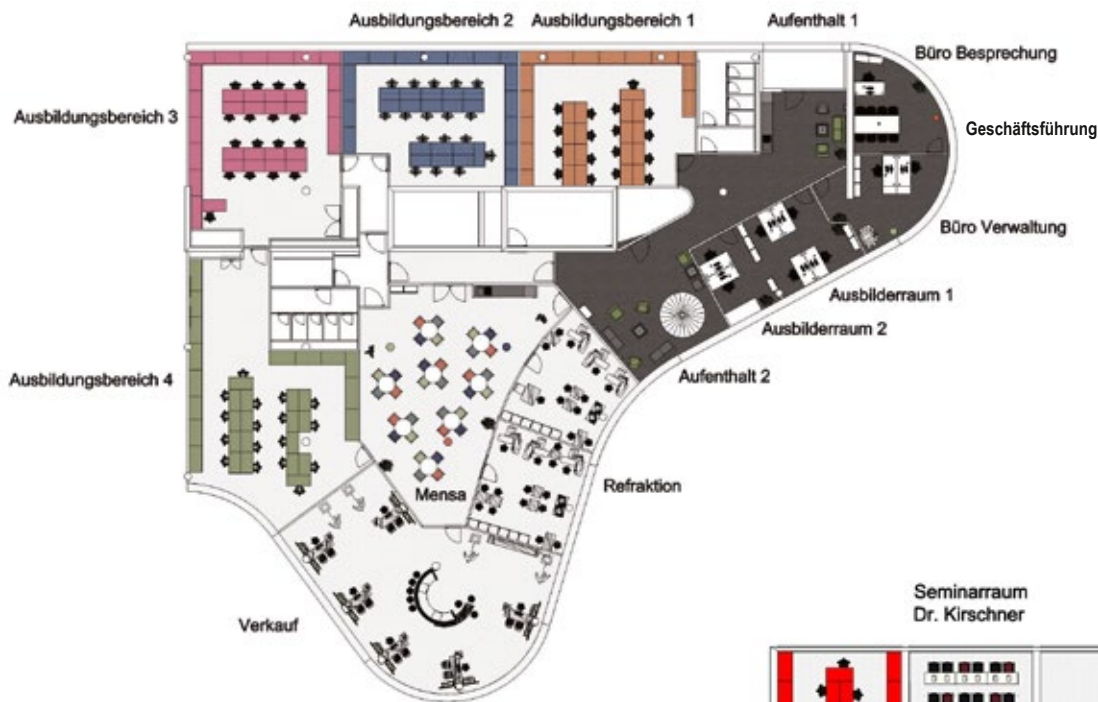 Ausbildungsbereich 2
Ausbildungsbereich 1
Aufenthalt 1
Büro Besprechung
Ausbildungsbereich 3
Geschäftsführung
Büro Verwaltung
Ausbilderraum 1
Ausbilderraum 2
Ausbildungsbereich 4
Aufenthalt 2
Refraktion
Mensa
Verkauf
Seminarraum
Dr. Kirschner